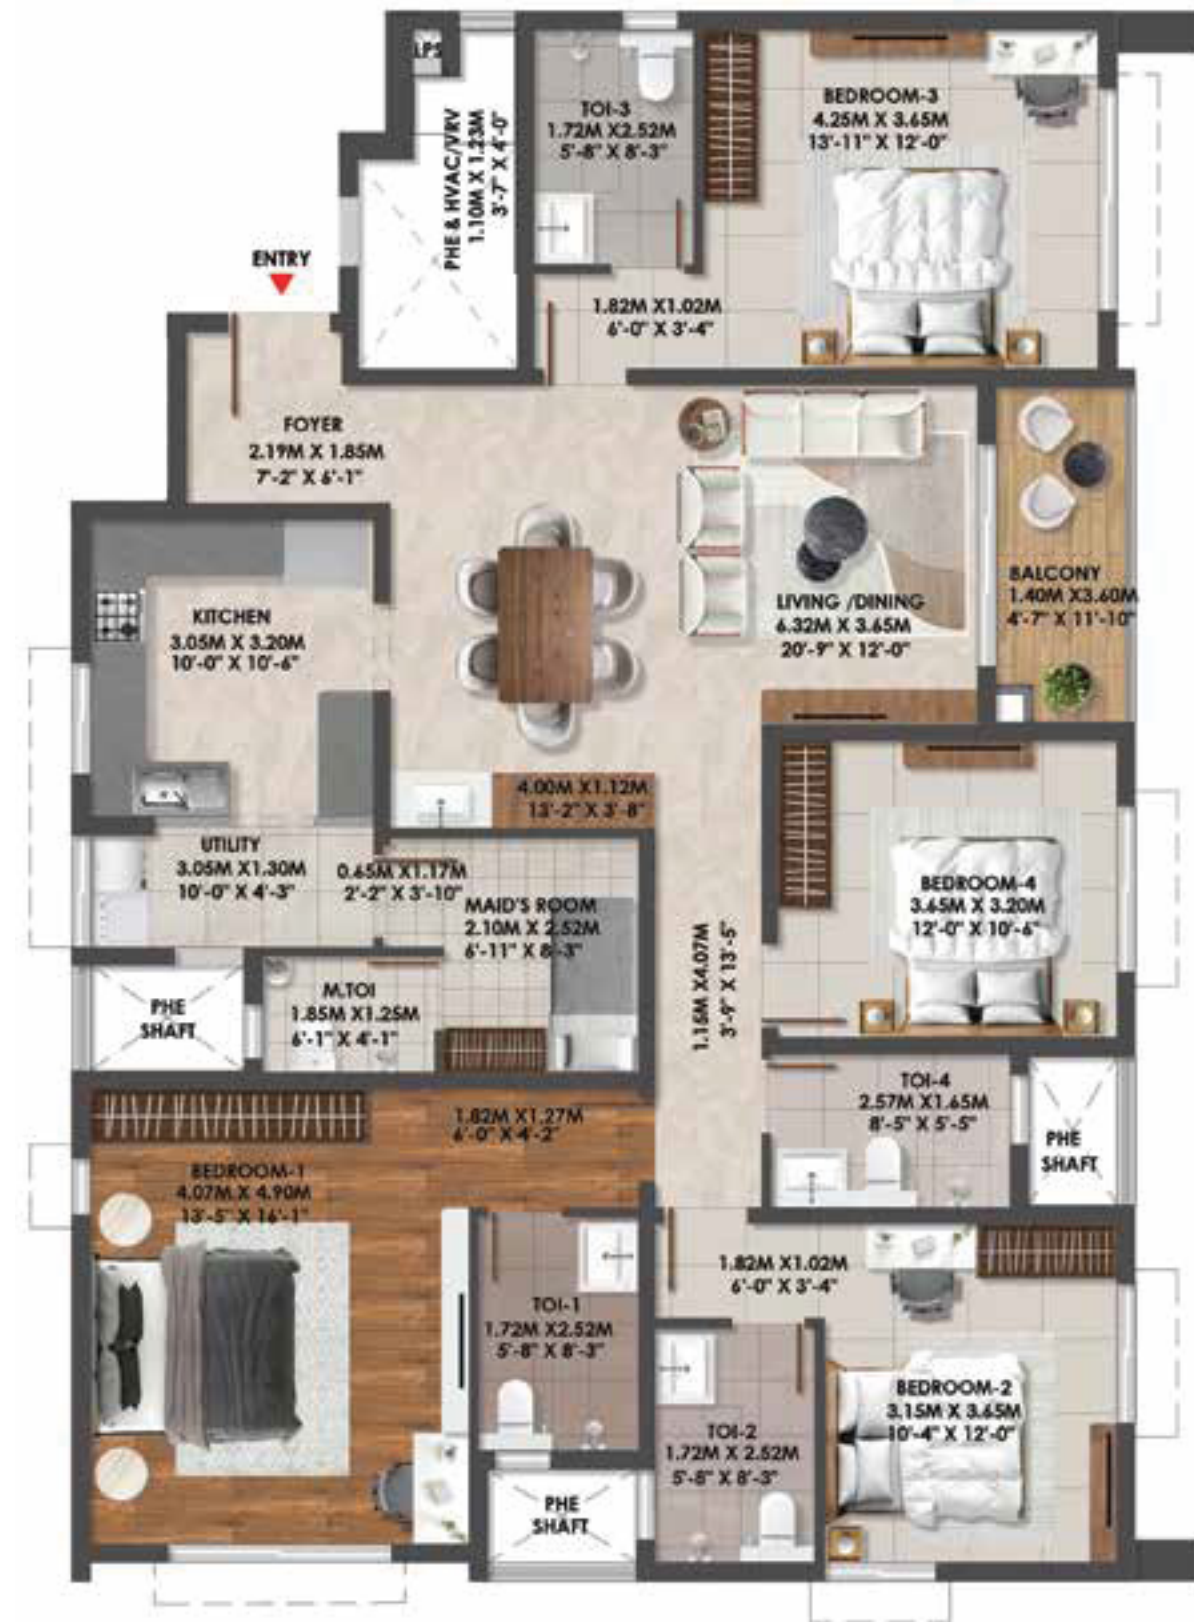 LPS
PHE & HVAC/VRV
1.10M X 1.23M
3'-7" X 4'-0"
TOI-3
1.72M X2.52M
5'-8" X 8'-3"
BEDROOM-3
4.25M X 3.65M
13'-11" X 12'-0"
ENTRY
1.82M X1.02M
6'-0" X 3'-4"
FOYER
2.19M X 1.85M
7'-2" X 6'-1"
KITCHEN
3.05M X 3.20M
10'-0" X 10'-6"
LIVING /DINING
6.32M X 3.65M
20'-9" X 12'-0"
BALCONY
1.40M X3.60M
4'-7" X 11'-10"
4.00M X1.12M
13'-2" X 3'-8"
UTILITY
3.05M X1.30M
10'-0" X 4'-3"
0.65M X1.17M
2'-2" X 3'-10"
MAID'S ROOM
2.10M X 2.52M
6'-11" X 8'-3"
BEDROOM-4
3.65M X 3.20M
12'-0" X 10'-6"
1.15M X4.07M
3'-9" X 13'-5"
PHE
SHAFT
M.TOI
1.85M X1.25M
6'-1" X 4'-1"
TOI-4
2.57M X1.65M
8'-5" X 5'-5"
PHE
SHAFT
1.82M X1.27M
6'-0" X 4'-2"
BEDROOM-1
4.07M X 4.90M
13'-5" X 16'-1"
1.82M X1.02M
6'-0" X 3'-4"
TOI-1
1.72M X2.52M
5'-8" X 8'-3"
BEDROOM-2
3.15M X 3.65M
10'-4" X 12'-0"
TOI-2
1.72M X 2.52M
5'-8" X 8'-3"
PHE
SHAFT